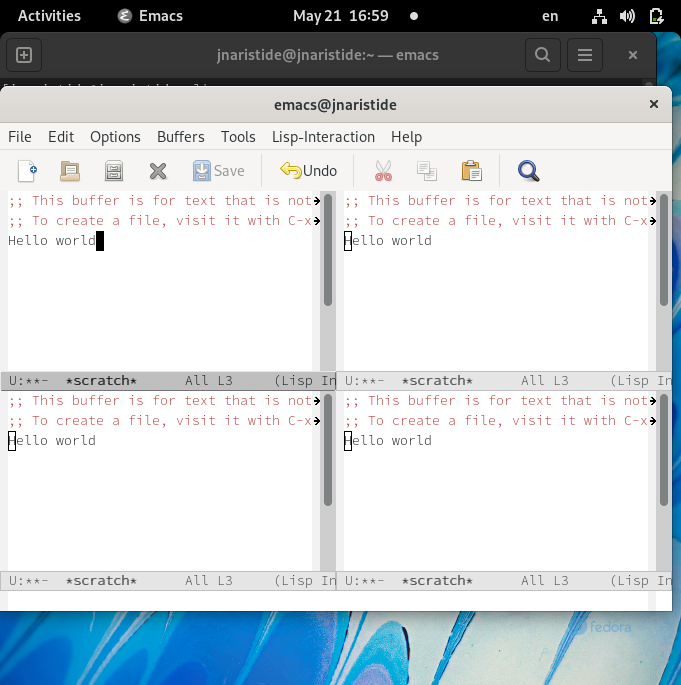 Activities Emacs May 21 16:59 en
jnaristide@jnaristide:~ — emacs
emacs@jnaristide
File Edit Options Buffers Tools Lisp-Interaction Help
Save Undo
;; This buffer is for text that is not
;; To create a file, visit it with C-x
Hello world
U:**- *scratch* All L3 (Lisp In
;; This buffer is for text that is not
;; To create a file, visit it with C-x
Hello world
U:**- *scratch* All L3 (Lisp In
;; This buffer is for text that is not
;; To create a file, visit it with C-x
Hello world
U:**- *scratch* All L3 (Lisp In
;; This buffer is for text that is not
;; To create a file, visit it with C-x
Hello world
U:**- *scratch* All L3 (Lisp In
fedora